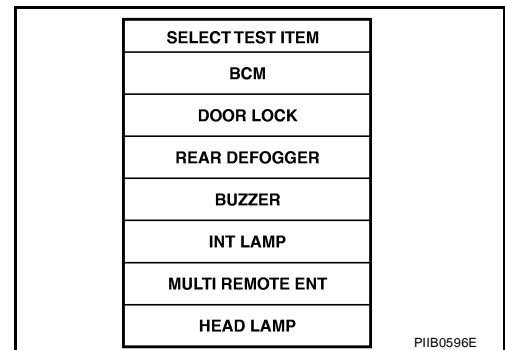 SELECT TEST ITEM
BCM
DOOR LOCK
REAR DEFOGGER
BUZZER
INT LAMP
MULTI REMOTE ENT
HEAD LAMP
PIIB0596E